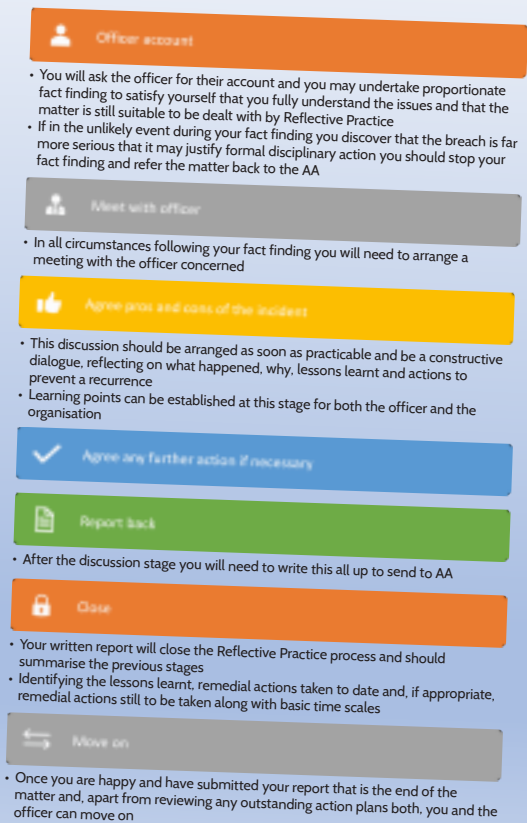 Officer account
• You will ask the officer for their account and you may undertake proportionate
fact finding to satisfy yourself that you fully understand the issues and that the
matter is still suitable to be dealt with by Reflective Practice
• If in the unlikely event during your fact finding you discover that the breach is far
more serious that it may justify formal disciplinary action you should stop your
fact finding and refer the matter back to the AA
Meet with officer
• In all circumstances following your fact finding you will need to arrange a
meeting with the officer concerned
Agree pros and cons of the incident
• This discussion should be arranged as soon as practicable and be a constructive
dialogue, reflecting on what happened, why, lessons learnt and actions to
prevent a recurrence
• Learning points can be established at this stage for both the officer and the
organisation
Agree any further action if necessary
Report back
• After the discussion stage you will need to write this all up to send to AA
Close
• Your written report will close the Reflective Practice process and should
summarise the previous stages
• Identifying the lessons learnt, remedial actions taken to date and, if appropriate,
remedial actions still to be taken along with basic time scales
Move on
• Once you are happy and have submitted your report that is the end of the
matter and, apart from reviewing any outstanding action plans both, you and the
officer can move on